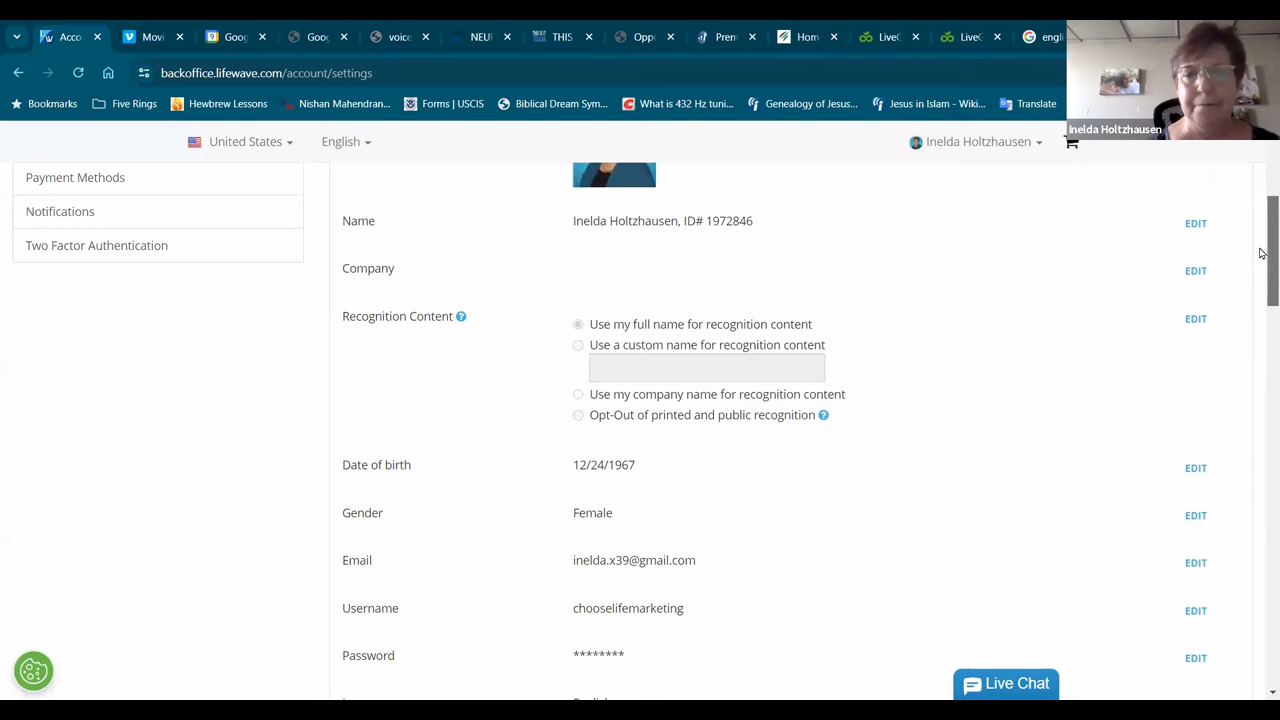 Acco
Movi
Goog
Goog
voice
NEUF
THIS
Oppo
Prem
Hom
LiveG
LiveG
engli
backoffice.lifewave.com/account/settings
Bookmarks
Five Rings
Hewbrew Lessons
Nishan Mahendran...
Forms | USCIS
Biblical Dream Sym...
What is 432 Hz tuni...
Genealogy of Jesus...
Jesus in Islam - Wiki...
Translate
Inelda Holtzhausen
United States
English
Inelda Holtzhausen
Payment Methods
Notifications
Two Factor Authentication
Name
Inelda Holtzhausen, ID# 1972846
EDIT
Company
EDIT
Recognition Content
Use my full name for recognition content
EDIT
Use a custom name for recognition content
Use my company name for recognition content
Opt-Out of printed and public recognition
Date of birth
12/24/1967
EDIT
Gender
Female
EDIT
Email
inelda.x39@gmail.com
EDIT
Username
chooselifemarketing
EDIT
Password
********
EDIT
Live Chat